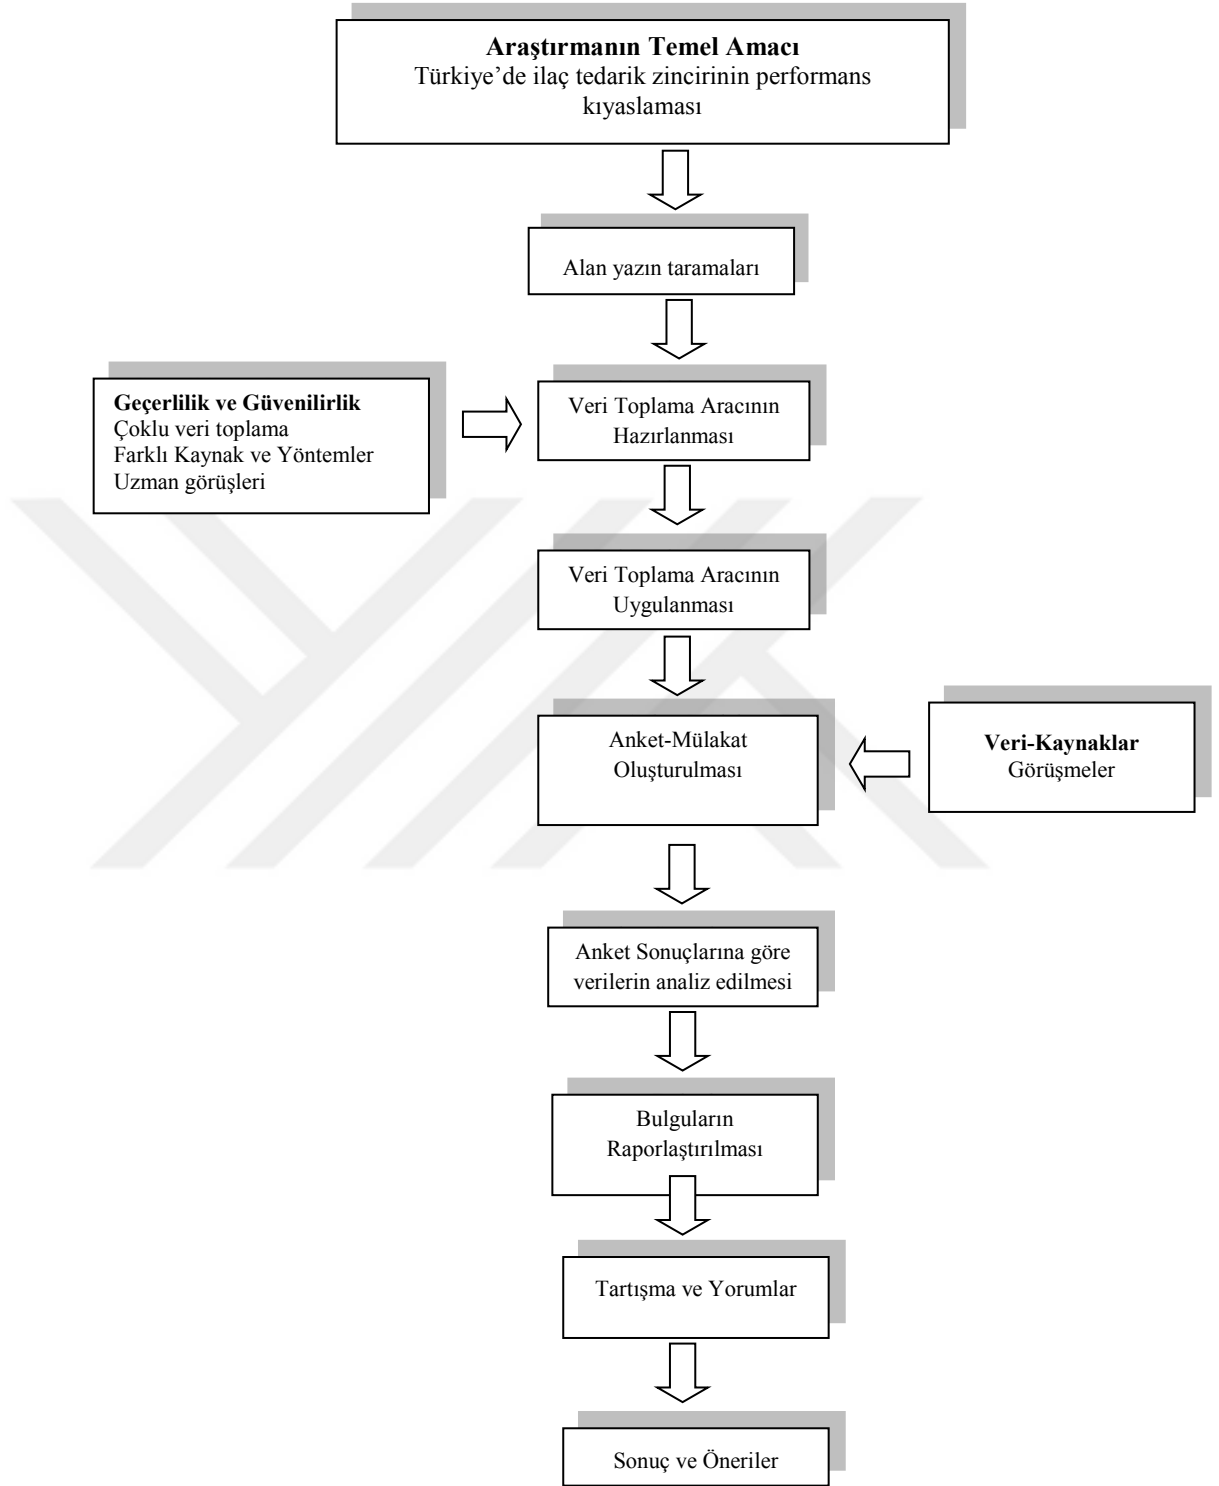 Araştırmanın Temel Amacı
Türkiye’de ilaç tedarik zincirinin performans
kıyaslaması
Alan yazın taramaları
Geçerlilik ve Güvenilirlik
Çoklu veri toplama
Farklı Kaynak ve Yöntemler
Uzman görüşleri
Veri Toplama Aracının
Hazırlanması
Veri Toplama Aracının
Uygulanması
Anket-Mülakat
Oluşturulması
Veri-Kaynaklar
Görüşmeler
Anket Sonuçlarına göre
verilerin analiz edilmesi
Bulguların
Raporlaştırılması
Tartışma ve Yorumlar
Sonuç ve Öneriler